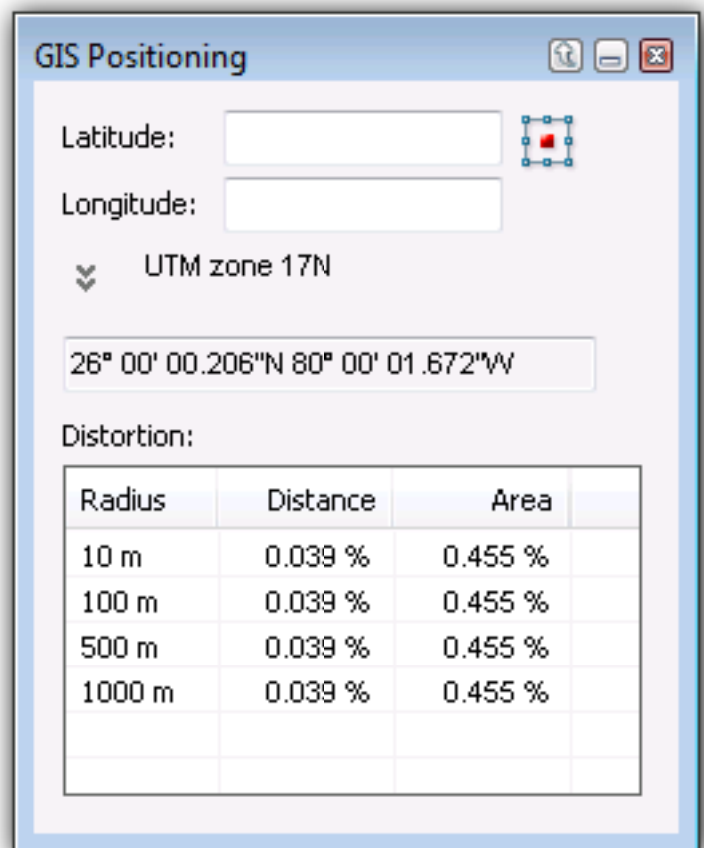 GIS Positioning
Latitude:
Longitude:
UTM zone 17N
26° 00' 00.206"N 80° 00' 01.672"W
Distortion:
Radius Distance Area
10 m 0.039 % 0.455 %
100 m 0.039 % 0.455 %
500 m 0.039 % 0.455 %
1000 m 0.039 % 0.455 %